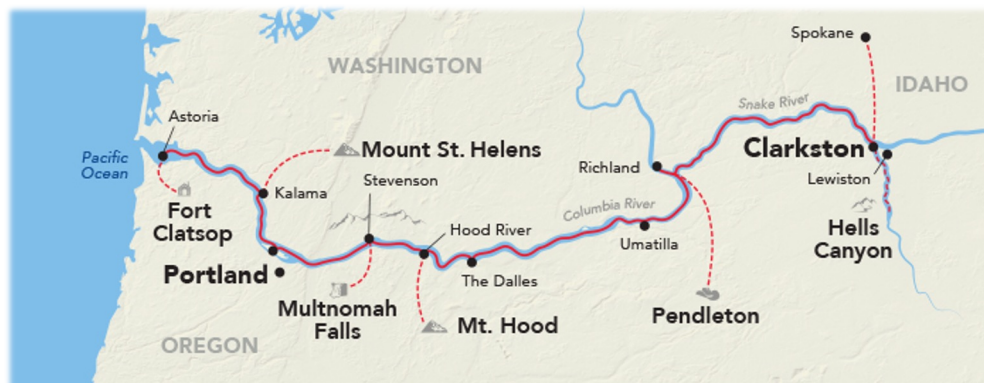 Spokane
WASHINGTON
IDAHO
Snake River
Astoria
Mount St. Helens
Clarkston
Pacific
Ocean
Richland
Lewiston
Stevenson
Kalama
Columbia River
Fort
Clatsop
Hood River
Umatilla
Hells
Canyon
Portland
The Dalles
Multnomah
Falls
Mt. Hood
Pendleton
OREGON